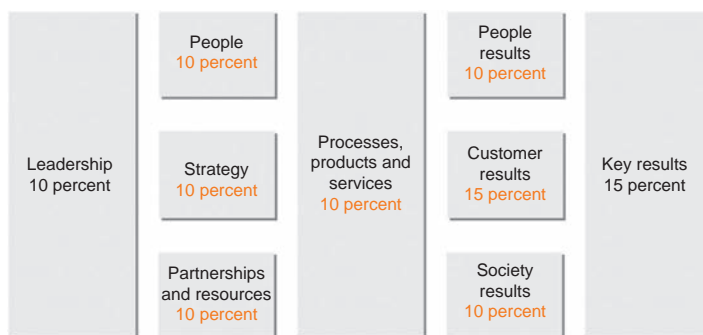 Leadership
10 percent
People
10 percent
Strategy
10 percent
Partnerships
and resources
10 percent
Processes,
products and
services
10 percent
People
results
10 percent
Customer
results
15 percent
Society
results
10 percent
Key results
15 percent